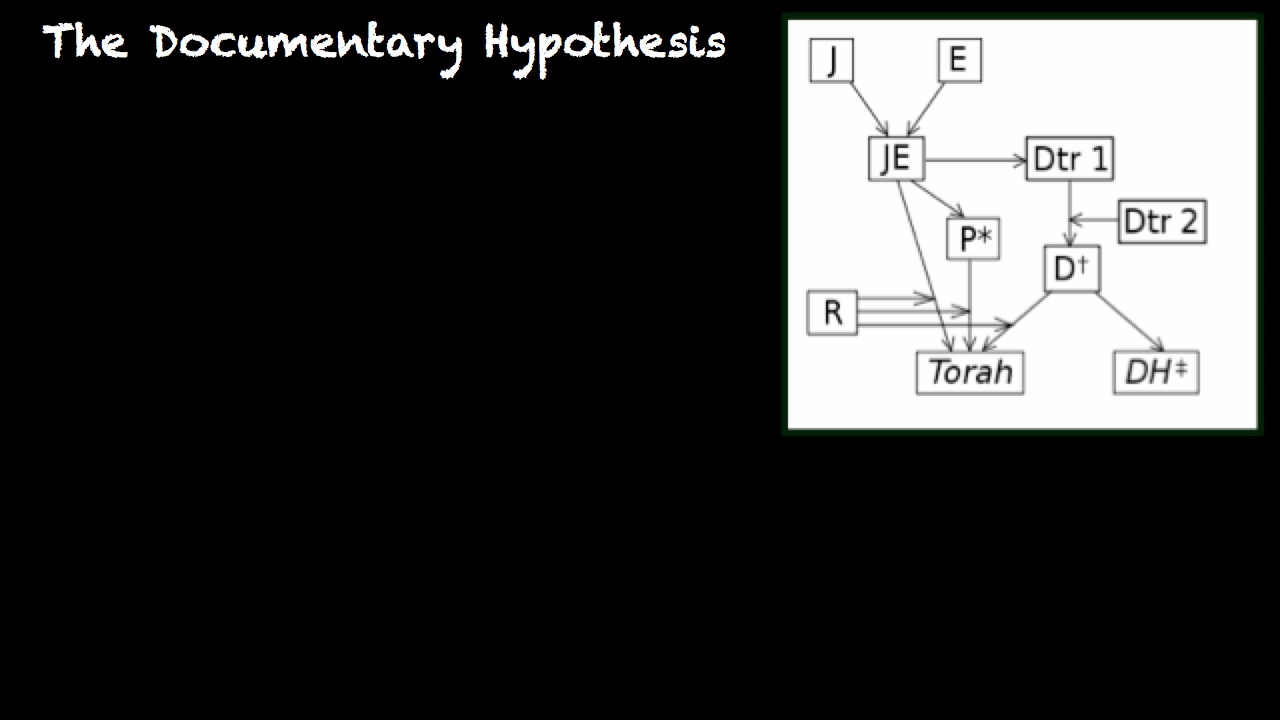 The Documentary Hypothesis
J
E
JE
Dtr 1
Dtr 2
P*
D†
R
Torah
DH‡